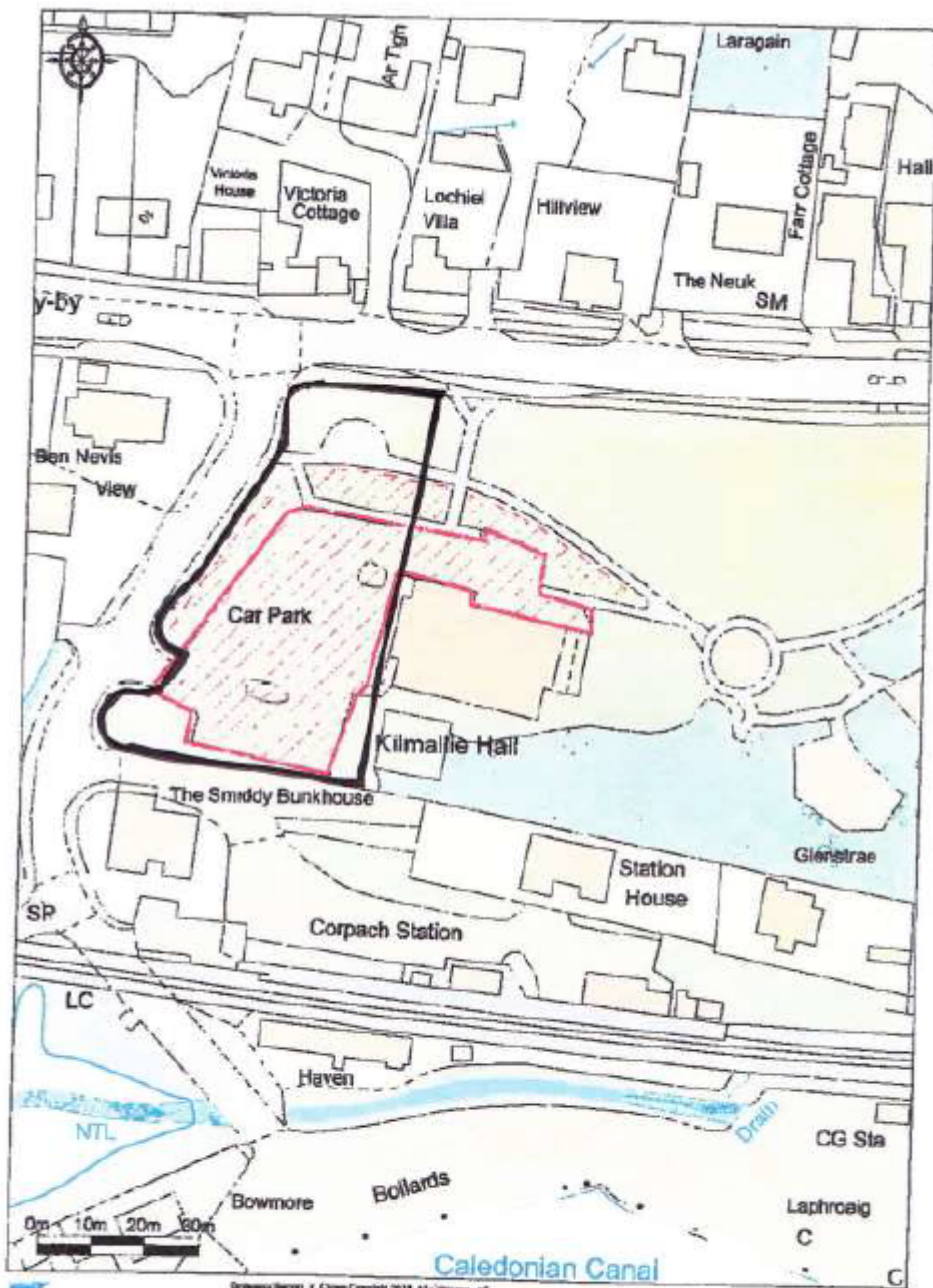 Laragain
Ar Tigh
Farr Cottage
Hall
Victoria
House
Victoria
Cottage
Lochiel
Villa
Hillview
The Neuk
SM
y-by
Ben Nevis
View
Car Park
Kilmallie Hall
The Smiddy Bunkhouse
Glenstrae
Station
House
SP
Corpach Station
LC
Haven
NTL
Drain
CG Sta
Bowmore
Bollards
Laphroaig
C
0m 10m 20m 30m
Caledonian Canal
C